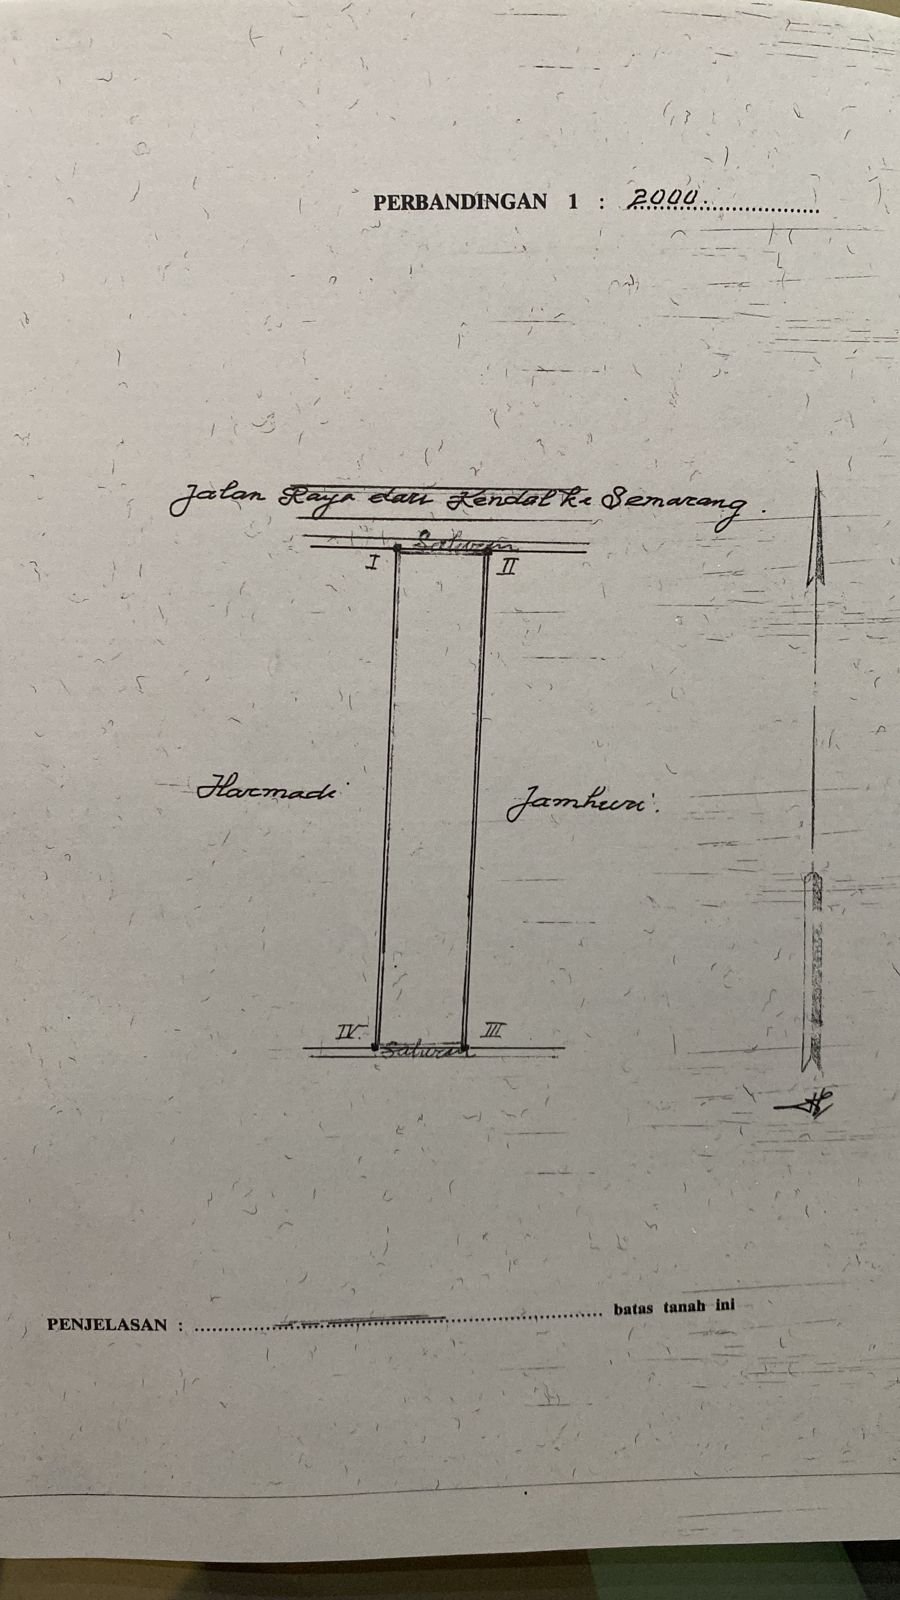 PERBANDINGAN 1 : 2000.
Jalan Raya dari Kendal ke Semarang.
Saluran
I
II
Harmadi
Jamhuri.
IV.
III
Saluran
PENJELASAN : batas tanah ini